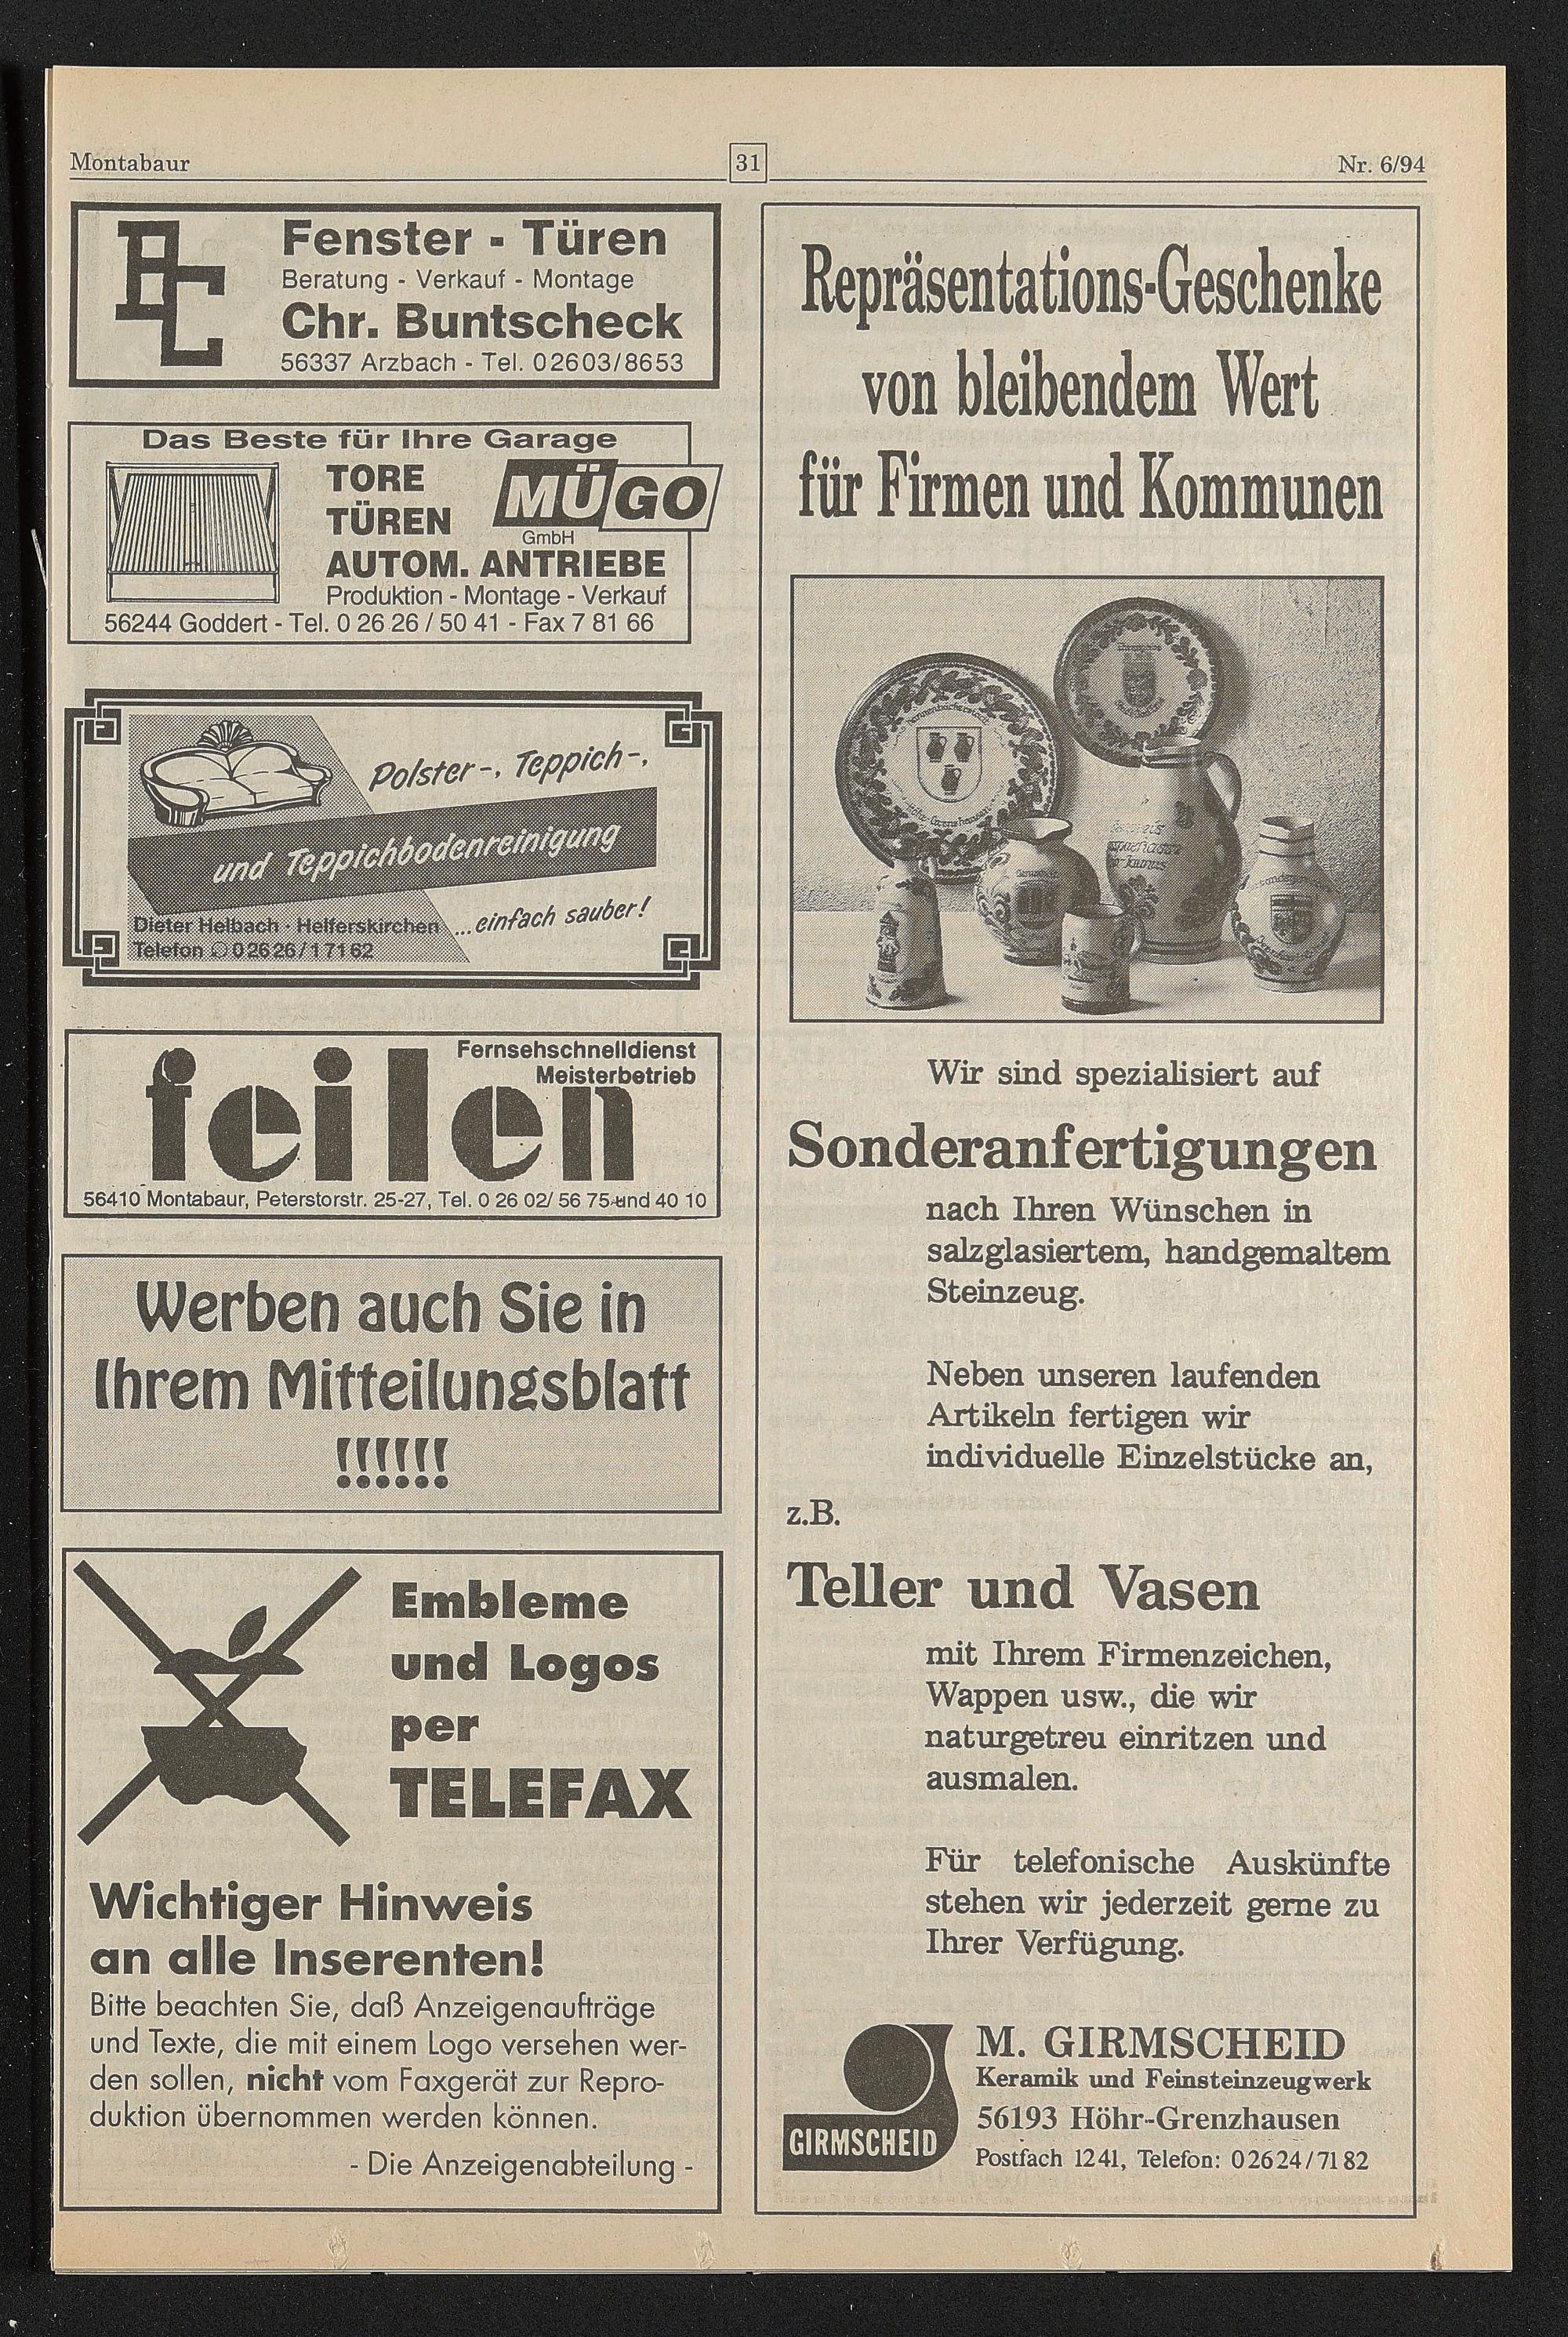 Montabaur
31
Nr. 6/94
BC
Fenster - Türen
Beratung - Verkauf - Montage
Chr. Buntscheck
56337 Arzbach - Tel. 02603/8653
Das Beste für Ihre Garage
TORE
TÜREN
MÜGO
GmbH
AUTOM. ANTRIEBE
Produktion - Montage - Verkauf
56244 Goddert - Tel. 0 26 26 / 50 41 - Fax 7 81 66
Polster-, Teppich-,
und Teppichbodenreinigung
Dieter Helbach · Helferskirchen
...einfach sauber!
Telefon ✆ 02626/17162
Fernsehschnelldienst
Meisterbetrieb
feilen
56410 Montabaur, Peterstorstr. 25-27, Tel. 0 26 02/ 56 75 und 40 10
Werben auch Sie in
Ihrem Mitteilungsblatt
!!!!!!
Embleme
und Logos
per
TELEFAX
Wichtiger Hinweis
an alle Inserenten!
Bitte beachten Sie, daß Anzeigenaufträge
und Texte, die mit einem Logo versehen wer-
den sollen, nicht vom Faxgerät zur Repro-
duktion übernommen werden können.
- Die Anzeigenabteilung -
Repräsentations-Geschenke
von bleibendem Wert
für Firmen und Kommunen
Wir sind spezialisiert auf
Sonderanfertigungen
nach Ihren Wünschen in
salzglasiertem, handgemaltem
Steinzeug.
Neben unseren laufenden
Artikeln fertigen wir
individuelle Einzelstücke an,
z.B.
Teller und Vasen
mit Ihrem Firmenzeichen,
Wappen usw., die wir
naturgetreu einritzen und
ausmalen.
Für telefonische Auskünfte
stehen wir jederzeit gerne zu
Ihrer Verfügung.
GIRMSCHEID
M. GIRMSCHEID
Keramik und Feinsteinzeugwerk
56193 Höhr-Grenzhausen
Postfach 1241, Telefon: 02624/7182